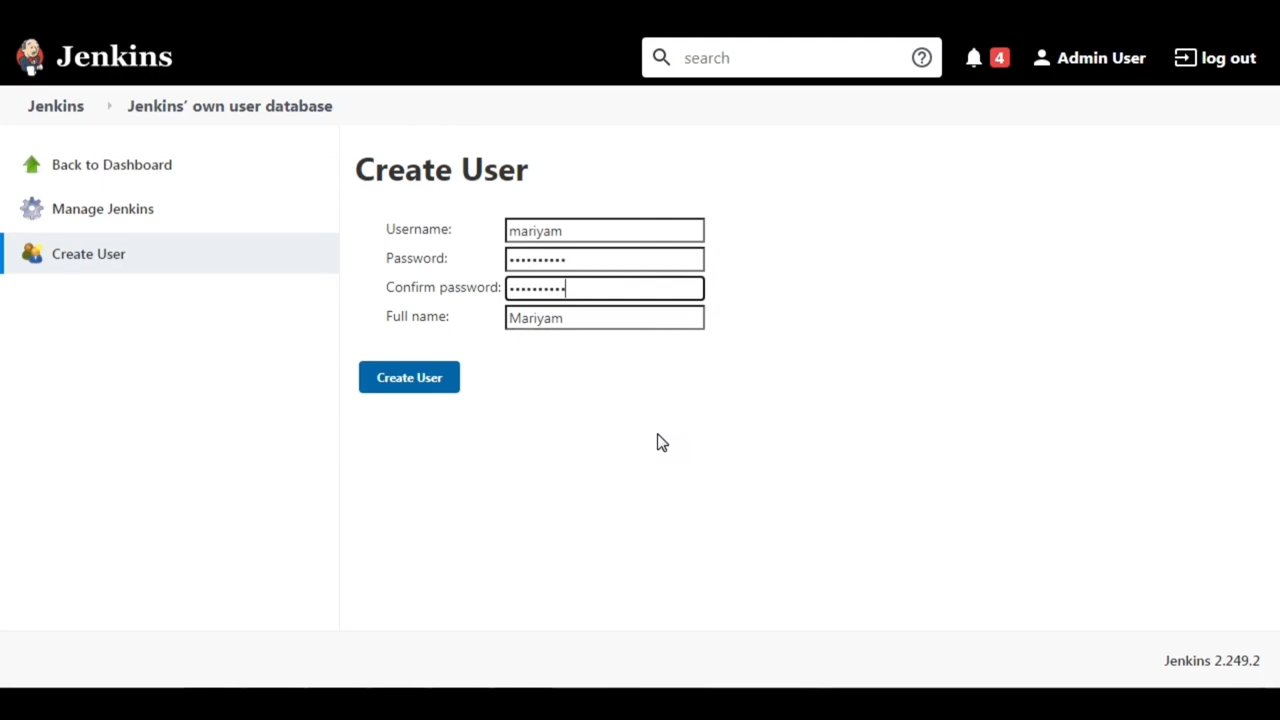 Jenkins
search
4
Admin User
log out
Jenkins
Jenkins’ own user database
Back to Dashboard
Manage Jenkins
Create User
Create User
Username: mariyam
Password: ••••••••••
Confirm password: ••••••••••
Full name: Mariyam
Create User
Jenkins 2.249.2